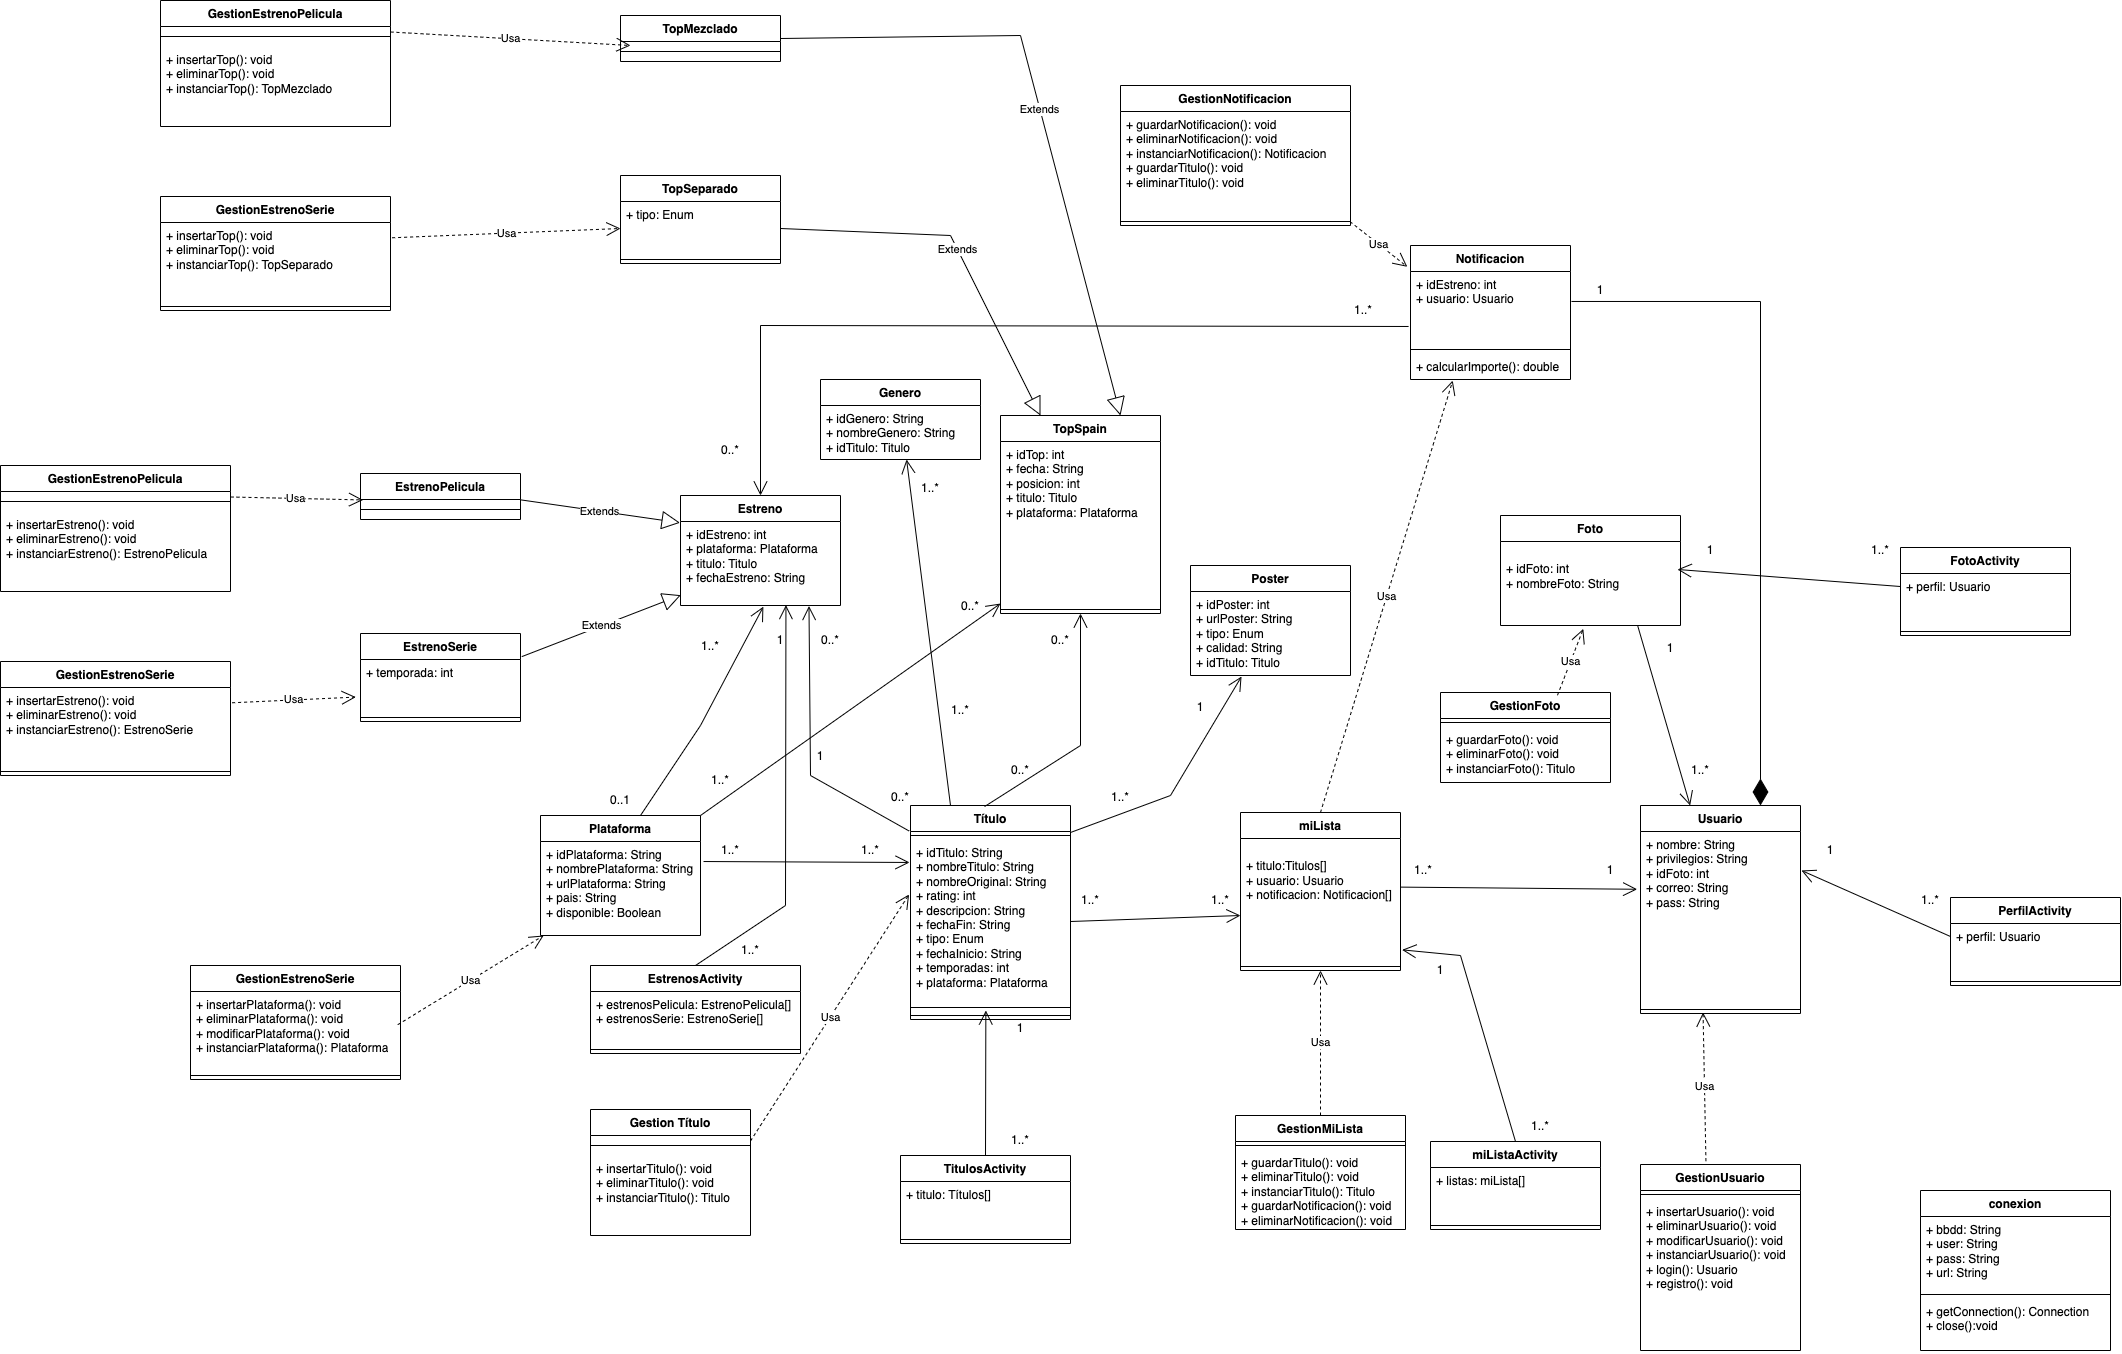 GestionEstrenoPelicula
+ insertarTop(): void
+ eliminarTop(): void
+ instanciarTop(): TopMezclado
Usa
TopMezclado
Extends
GestionNotificacion
+ guardarNotificacion(): void
+ eliminarNotificacion(): void
+ instanciarNotificacion(): Notificacion
+ guardarTitulo(): void
+ eliminarTitulo(): void
GestionEstrenoSerie
+ insertarTop(): void
+ eliminarTop(): void
+ instanciarTop(): TopSeparado
Usa
TopSeparado
+ tipo: Enum
Extends
Usa
Notificacion
+ idEstreno: int
+ usuario: Usuario
+ calcularImporte(): double
1
1..*
0..*
Genero
+ idGenero: String
+ nombreGenero: String
+ idTitulo: Titulo
1..*
TopSpain
+ idTop: int
+ fecha: String
+ posicion: int
+ titulo: Titulo
+ plataforma: Plataforma
GestionEstrenoPelicula
+ insertarEstreno(): void
+ eliminarEstreno(): void
+ instanciarEstreno(): EstrenoPelicula
Usa
EstrenoPelicula
Extends
Estreno
+ idEstreno: int
+ plataforma: Plataforma
+ titulo: Titulo
+ fechaEstreno: String
Foto
+ idFoto: int
+ nombreFoto: String
1
1..*
FotoActivity
+ perfil: Usuario
Poster
+ idPoster: int
+ urlPoster: String
+ tipo: Enum
+ calidad: String
+ idTitulo: Titulo
Usa
GestionEstrenoSerie
+ insertarEstreno(): void
+ eliminarEstreno(): void
+ instanciarEstreno(): EstrenoSerie
Usa
EstrenoSerie
+ temporada: int
Extends
1..*
1
0..*
0..*
0..*
1..*
1
Usa
1
GestionFoto
+ guardarFoto(): void
+ eliminarFoto(): void
+ instanciarFoto(): Titulo
1
1..*
0..*
1..*
0..1
0..*
1..*
Plataforma
+ idPlataforma: String
+ nombrePlataforma: String
+ urlPlataforma: String
+ pais: String
+ disponible: Boolean
1..*
1..*
Título
+ idTitulo: String
+ nombreTitulo: String
+ nombreOriginal: String
+ rating: int
+ descripcion: String
+ fechaFin: String
+ tipo: Enum
+ fechaInicio: String
+ temporadas: int
+ plataforma: Plataforma
1..*
1..*
miLista
+ titulo:Titulos[]
+ usuario: Usuario
+ notificacion: Notificacion[]
1..*
1
Usuario
+ nombre: String
+ privilegios: String
+ idFoto: int
+ correo: String
+ pass: String
1
1..*
PerfilActivity
+ perfil: Usuario
GestionEstrenoSerie
+ insertarPlataforma(): void
+ eliminarPlataforma(): void
+ modificarPlataforma(): void
+ instanciarPlataforma(): Plataforma
Usa
1..*
EstrenosActivity
+ estrenosPelicula: EstrenoPelicula[]
+ estrenosSerie: EstrenoSerie[]
Usa
1
1
Usa
Usa
Gestion Título
+ insertarTitulo(): void
+ eliminarTitulo(): void
+ instanciarTitulo(): Titulo
1..*
TitulosActivity
+ titulo: Títulos[]
GestionMiLista
+ guardarTitulo(): void
+ eliminarTitulo(): void
+ instanciarTitulo(): Titulo
+ guardarNotificacion(): void
+ eliminarNotificacion(): void
1..*
miListaActivity
+ listas: miLista[]
GestionUsuario
+ insertarUsuario(): void
+ eliminarUsuario(): void
+ modificarUsuario(): void
+ instanciarUsuario(): void
+ login(): Usuario
+ registro(): void
conexion
+ bbdd: String
+ user: String
+ pass: String
+ url: String
+ getConnection(): Connection
+ close():void